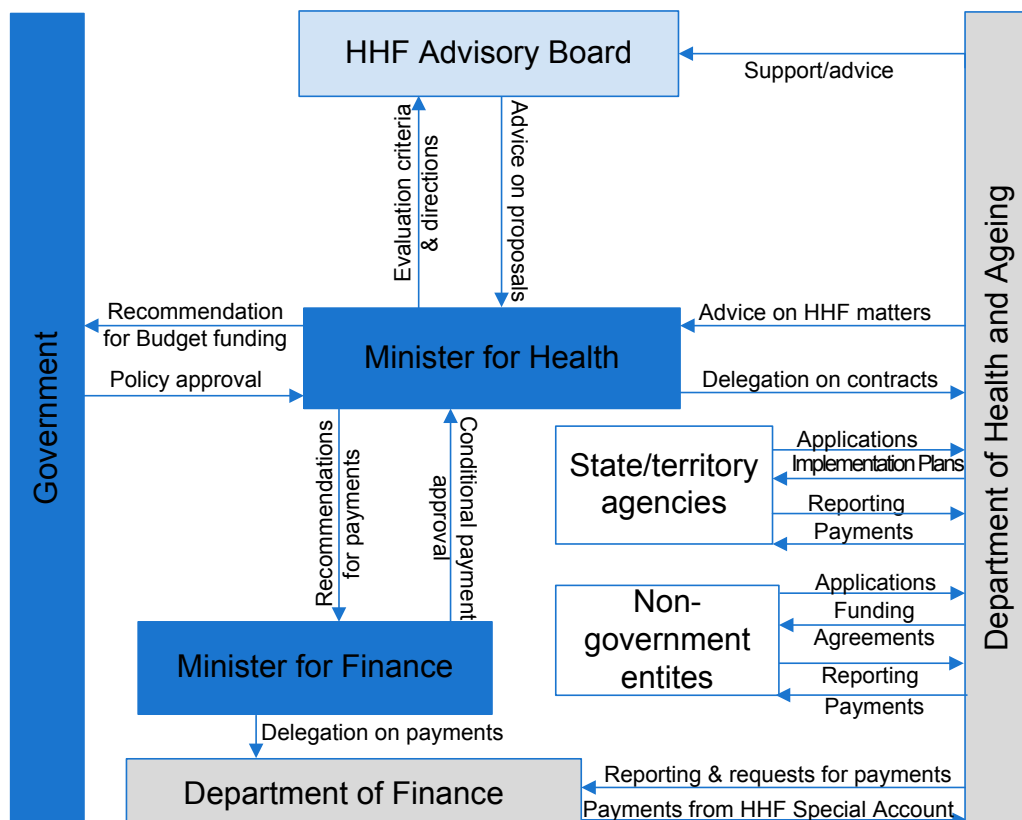 HHF Advisory Board
Support/advice
Evaluation criteria
& directions
Advice on proposals
Government
Recommendation
for Budget funding
Policy approval
Minister for Health
Advice on HHF matters
Delegation on contracts
Department of Health and Ageing
Recommendations
for payments
Conditional payment
approval
State/territory
agencies
Applications
Implementation Plans
Reporting
Payments
Non-
government
entites
Applications
Funding
Agreements
Reporting
Payments
Minister for Finance
Delegation on payments
Department of Finance
Reporting & requests for payments
Payments from HHF Special Account